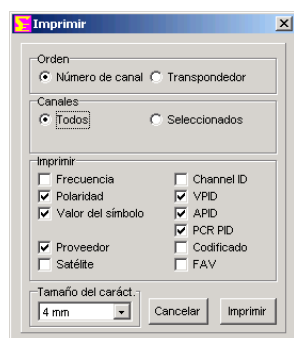 Imprimir
Orden
Número de canal Transpondedor
Canales
Todos Seleccionados
Imprimir
Frecuencia Channel ID
Polaridad VPID
Valor del símbolo APID
PCR PID
Proveedor Codificado
Satélite FAV
Tamaño del caráct.
4 mm Cancelar Imprimir